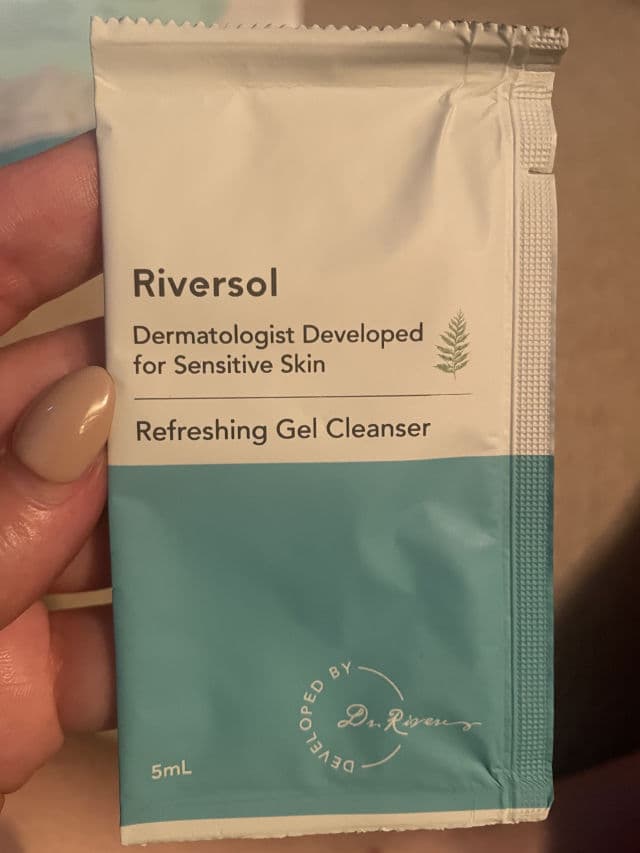 Riversol
Dermatologist Developed
for Sensitive Skin
Refreshing Gel Cleanser
DEVELOPED BY
Dr. Rivers
5mL